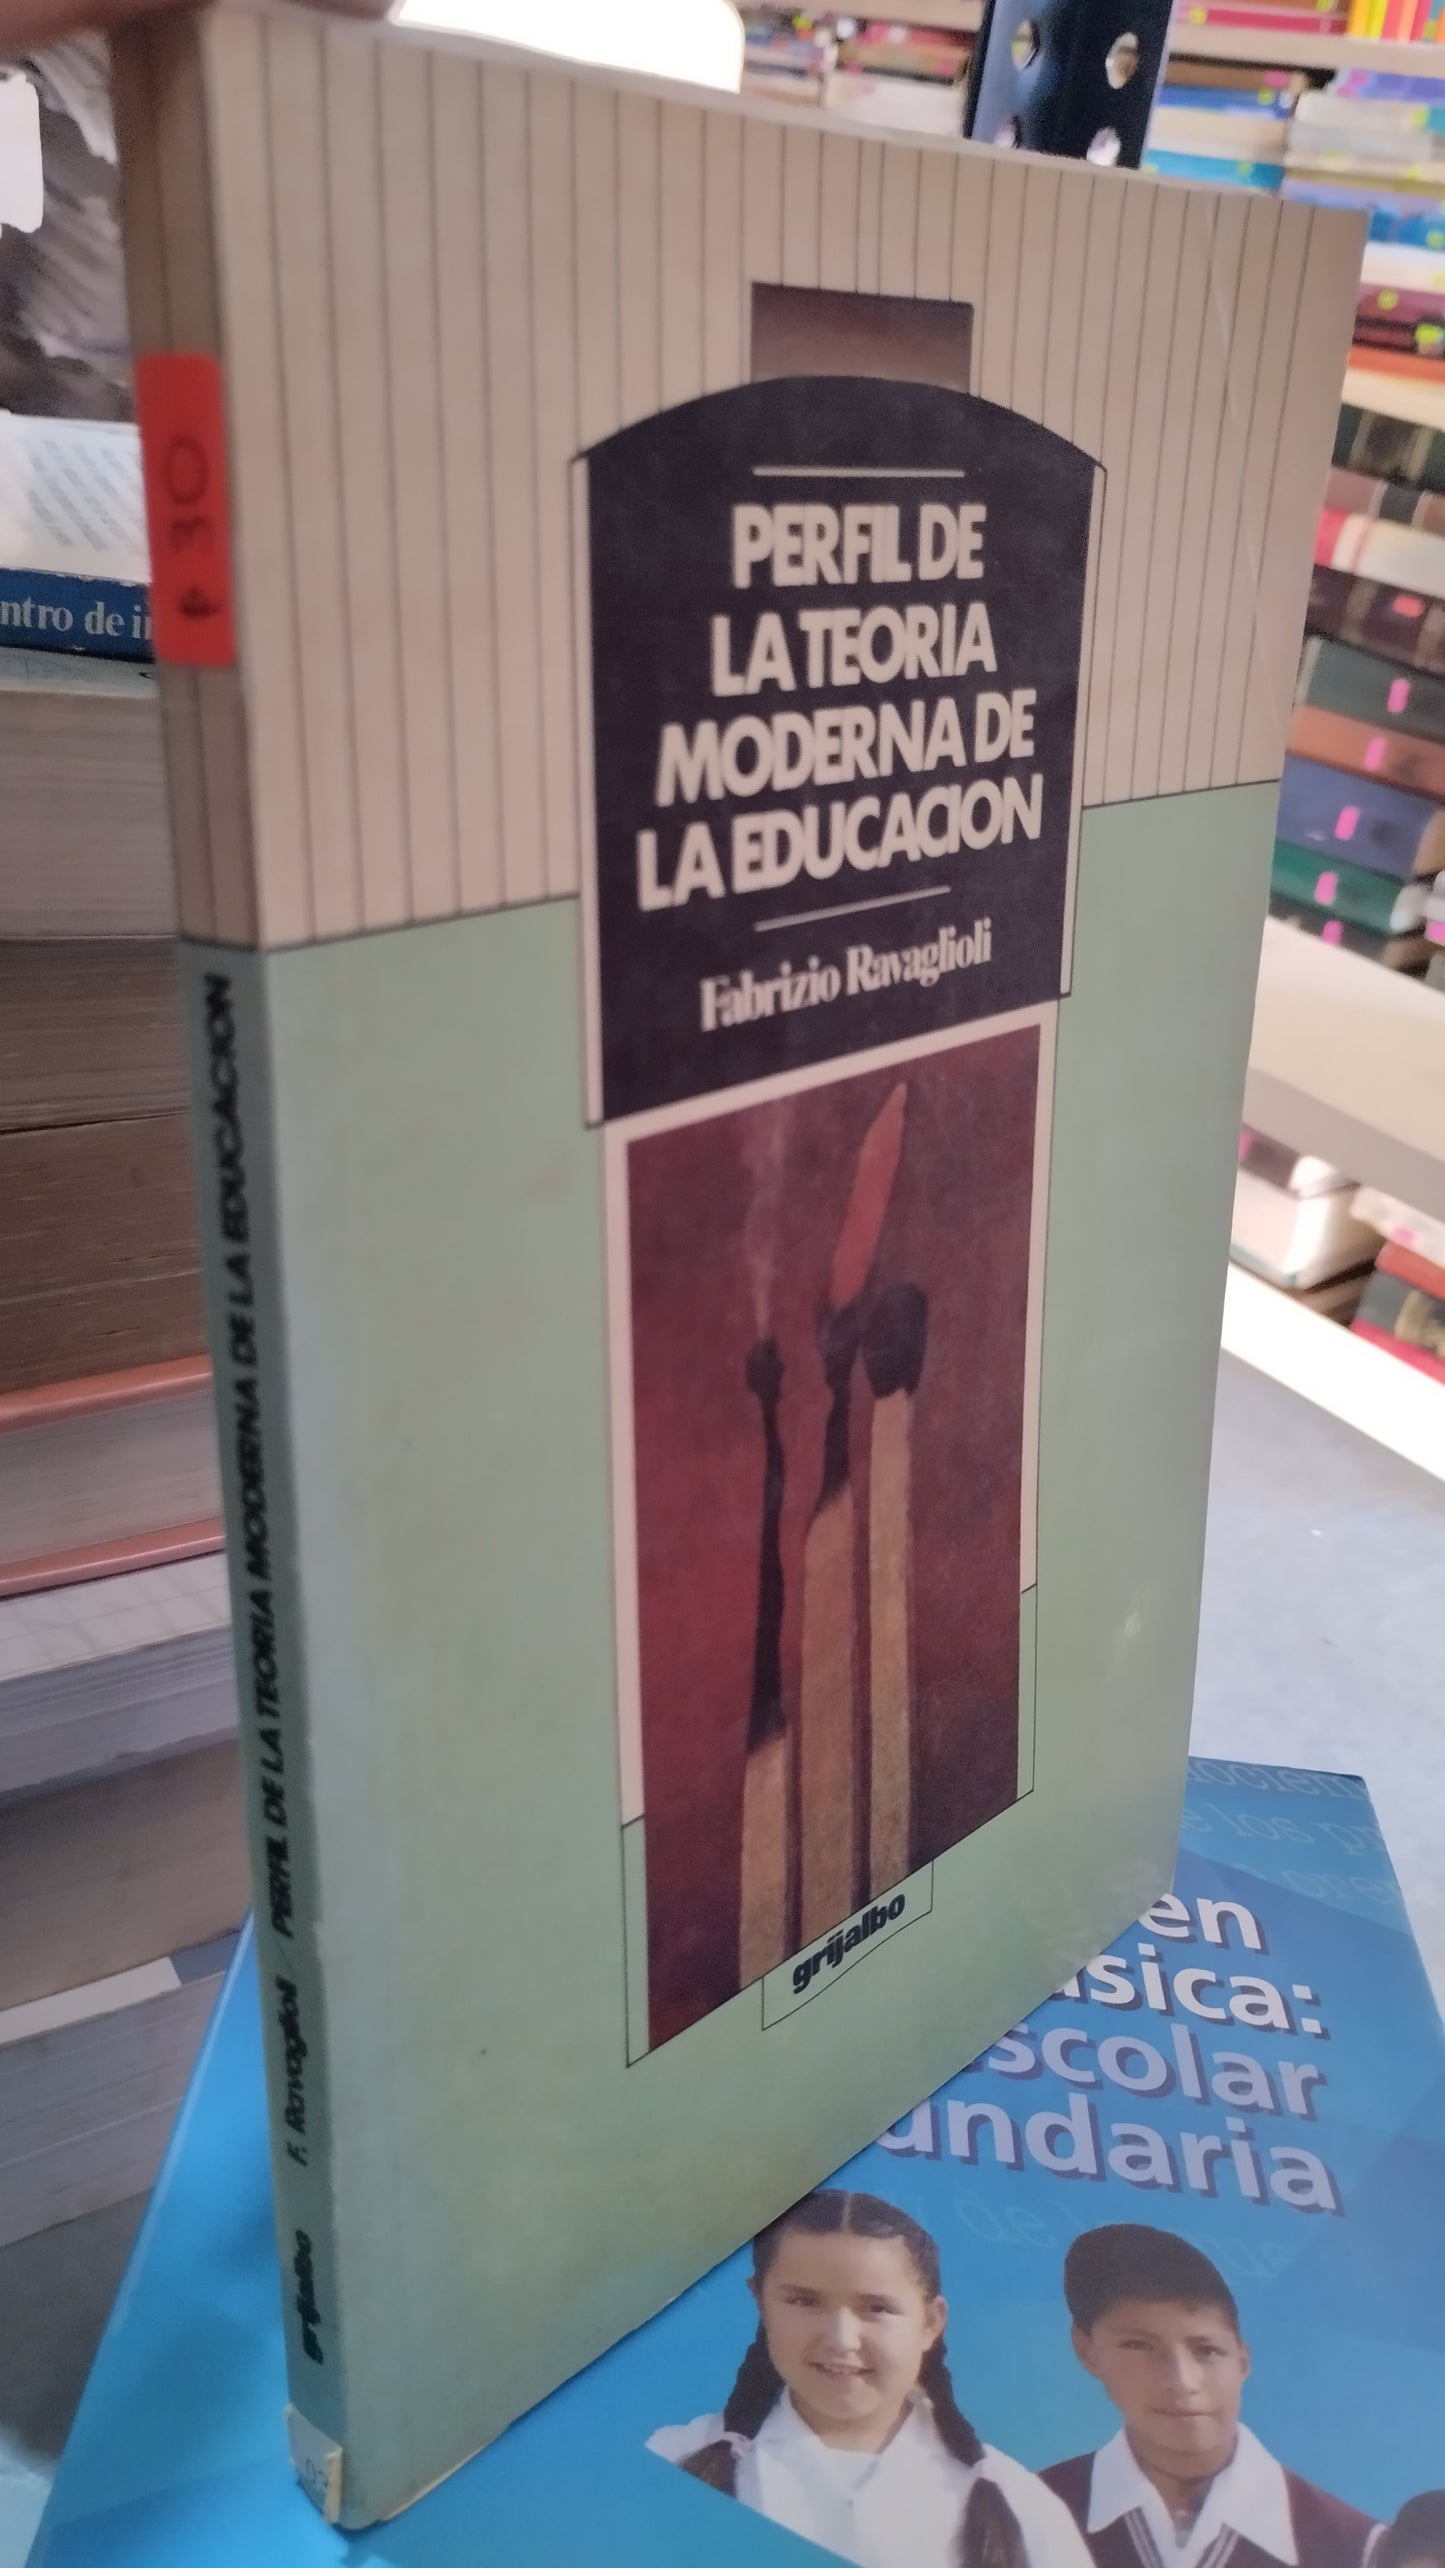 PERFIL DE
LA TEORIA
MODERNA DE
LA EDUCACION
Fabrizio Ravaglioli
grijalbo
grijalbo F. Ravaglioli / PERFIL DE LA TEORIA MODERNA DE LA EDUCACION
ntro de
en
scolar
undaria